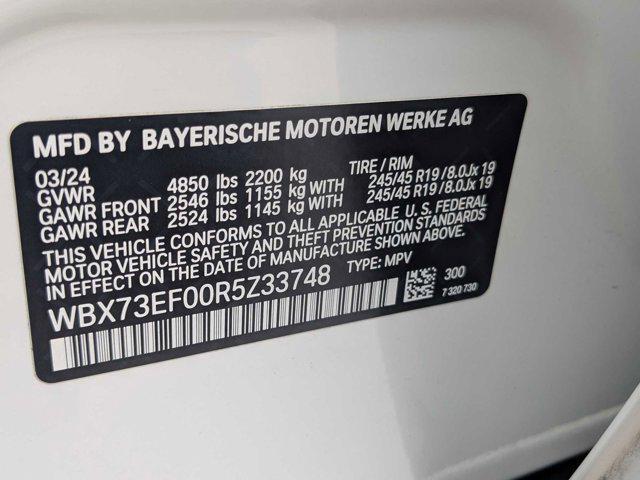 MFD BY BAYERISCHE MOTOREN WERKE AG
03/24 TIRE / RIM
GVWR 4850 lbs 2200 kg
GAWR FRONT 2546 lbs 1155 kg WITH 245/45 R19/8.0Jx19
GAWR REAR 2524 lbs 1145 kg WITH 245/45 R19/8.0Jx19
THIS VEHICLE CONFORMS TO ALL APPLICABLE U.S. FEDERAL
MOTOR VEHICLE SAFETY AND THEFT PREVENTION STANDARDS
IN EFFECT ON THE DATE OF MANUFACTURE SHOWN ABOVE.
WBX73EF00R5Z33748 TYPE: MPV
300
7 320 730